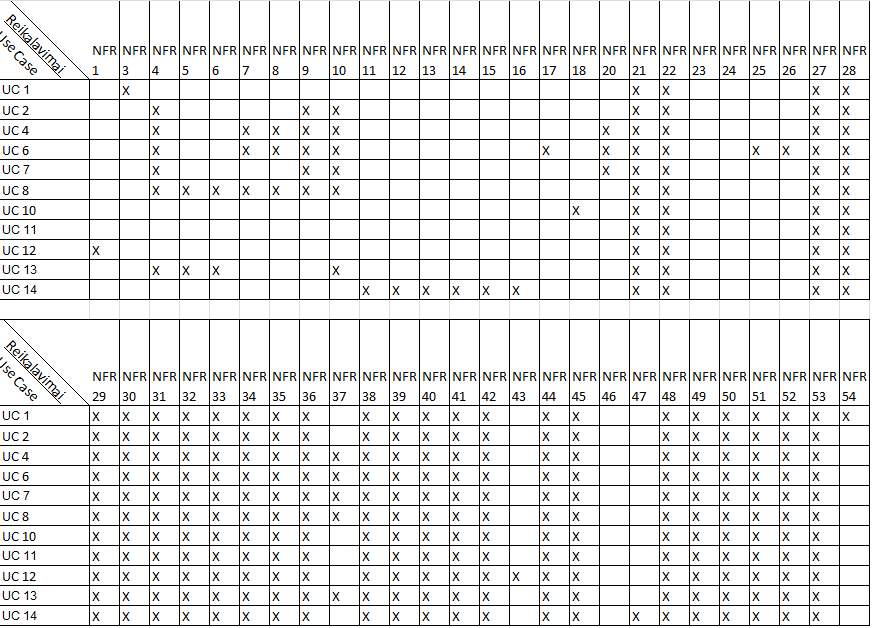 Reikalavimai
Use Case
NFR NFR NFR NFR NFR NFR NFR NFR NFR NFR NFR NFR NFR NFR NFR NFR NFR NFR NFR NFR NFR NFR NFR NFR NFR NFR
1 3 4 5 6 7 8 9 10 11 12 13 14 15 16 17 18 20 21 22 23 24 25 26 27 28
UC 1 X X X X X
UC 2 X X X X X X X
UC 4 X X X X X X X X X X
UC 6 X X X X X X X X X X X X X
UC 7 X X X X X X X X
UC 8 X X X X X X X X X X X
UC 10 X X X X X
UC 11 X X X X
UC 12 X X X X X
UC 13 X X X X X X X X
UC 14 X X X X X X X X X X
Reikalavimai
Use Case
NFR NFR NFR NFR NFR NFR NFR NFR NFR NFR NFR NFR NFR NFR NFR NFR NFR NFR NFR NFR NFR NFR NFR NFR NFR NFR
29 30 31 32 33 34 35 36 37 38 39 40 41 42 43 44 45 46 47 48 49 50 51 52 53 54
UC 1 X X X X X X X X X X X X X X X X X X X X X X
UC 2 X X X X X X X X X X X X X X X X X X X X X
UC 4 X X X X X X X X X X X X X X X X X X X X X X
UC 6 X X X X X X X X X X X X X X X X X X X X X X
UC 7 X X X X X X X X X X X X X X X X X X X X X X
UC 8 X X X X X X X X X X X X X X X X X X X X X X
UC 10 X X X X X X X X X X X X X X X X X X X X X
UC 11 X X X X X X X X X X X X X X X X X X X X X
UC 12 X X X X X X X X X X X X X X X X X X X X X X
UC 13 X X X X X X X X X X X X X X X X X X X X X X
UC 14 X X X X X X X X X X X X X X X X X X X X X X